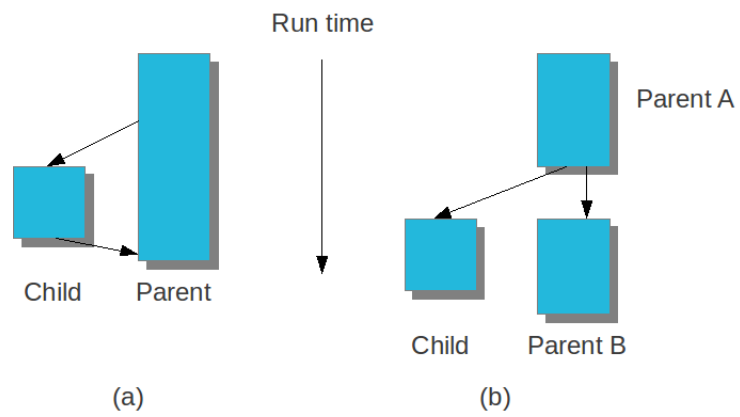 Run time
Parent A
Child
Parent
Child
Parent B
(a)
(b)